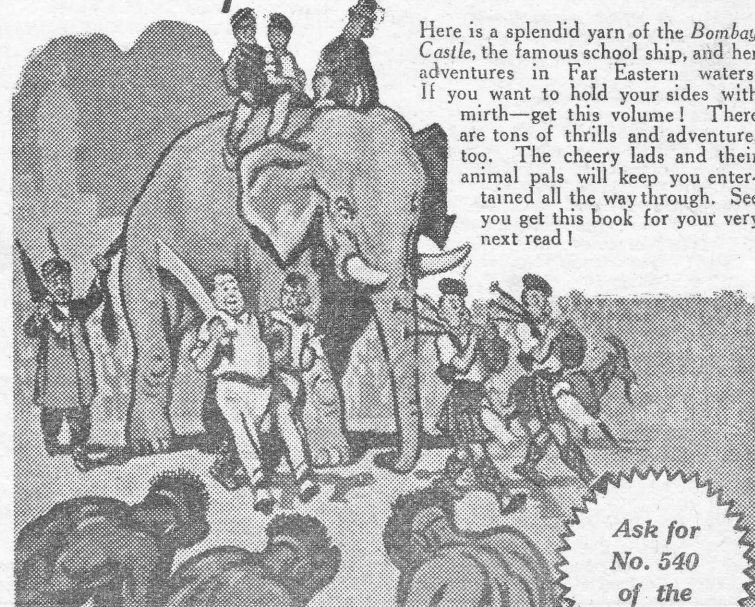 Here is a splendid yarn of the Bombay
Castle, the famous school ship, and her
adventures in Far Eastern waters
If you want to hold your sides with
mirth—get this volume! There
are tons of thrills and adventure,
too. The cheery lads and their
animal pals will keep you enter-
tained all the way through. See
you get this book for your very
next read!
Ask for
No. 540
of the